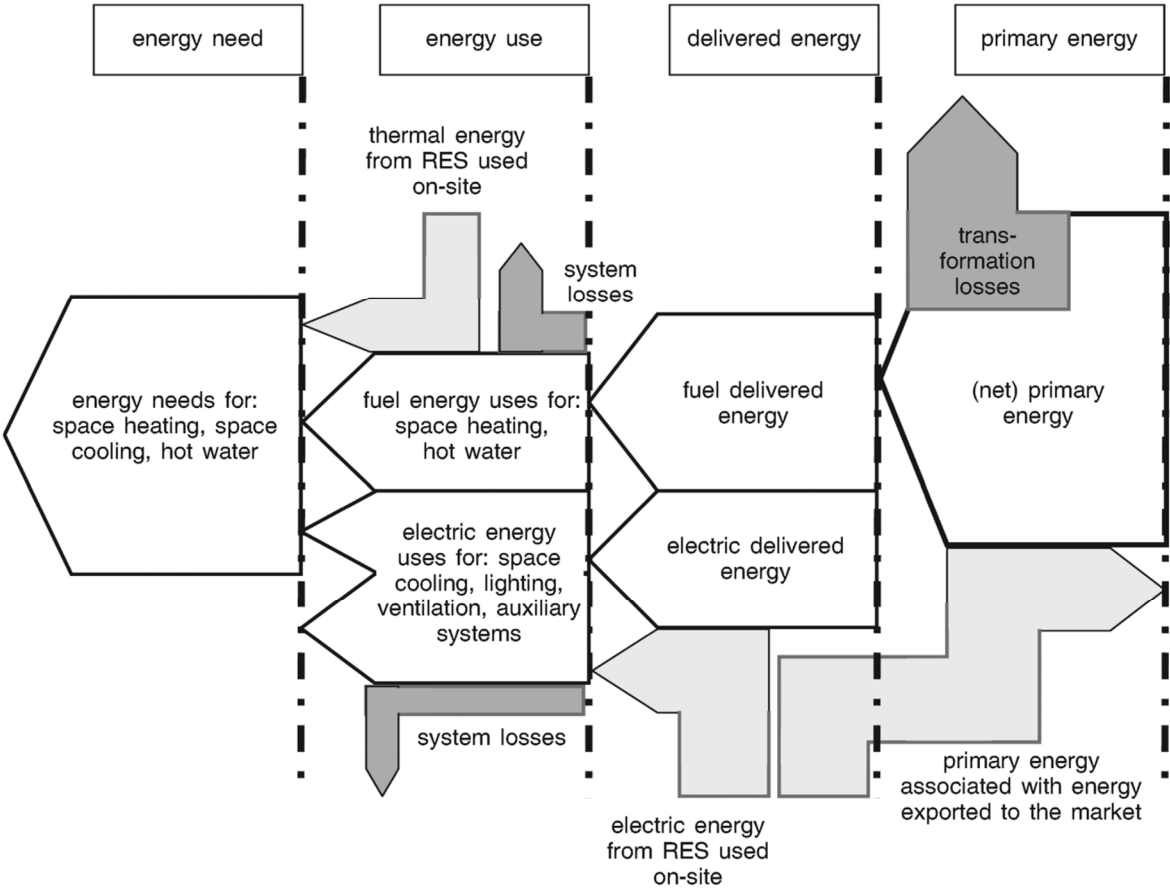 energy need
energy use
delivered energy
primary energy
thermal energy
from RES used
on-site
system
losses
trans-
formation
losses
energy needs for:
space heating, space
cooling, hot water
fuel energy uses for:
space heating,
hot water
fuel delivered
energy
(net) primary
energy
electric energy
uses for: space
cooling, lighting,
ventilation, auxiliary
systems
electric delivered
energy
system losses
primary energy
associated with energy
exported to the market
electric energy
from RES used
on-site